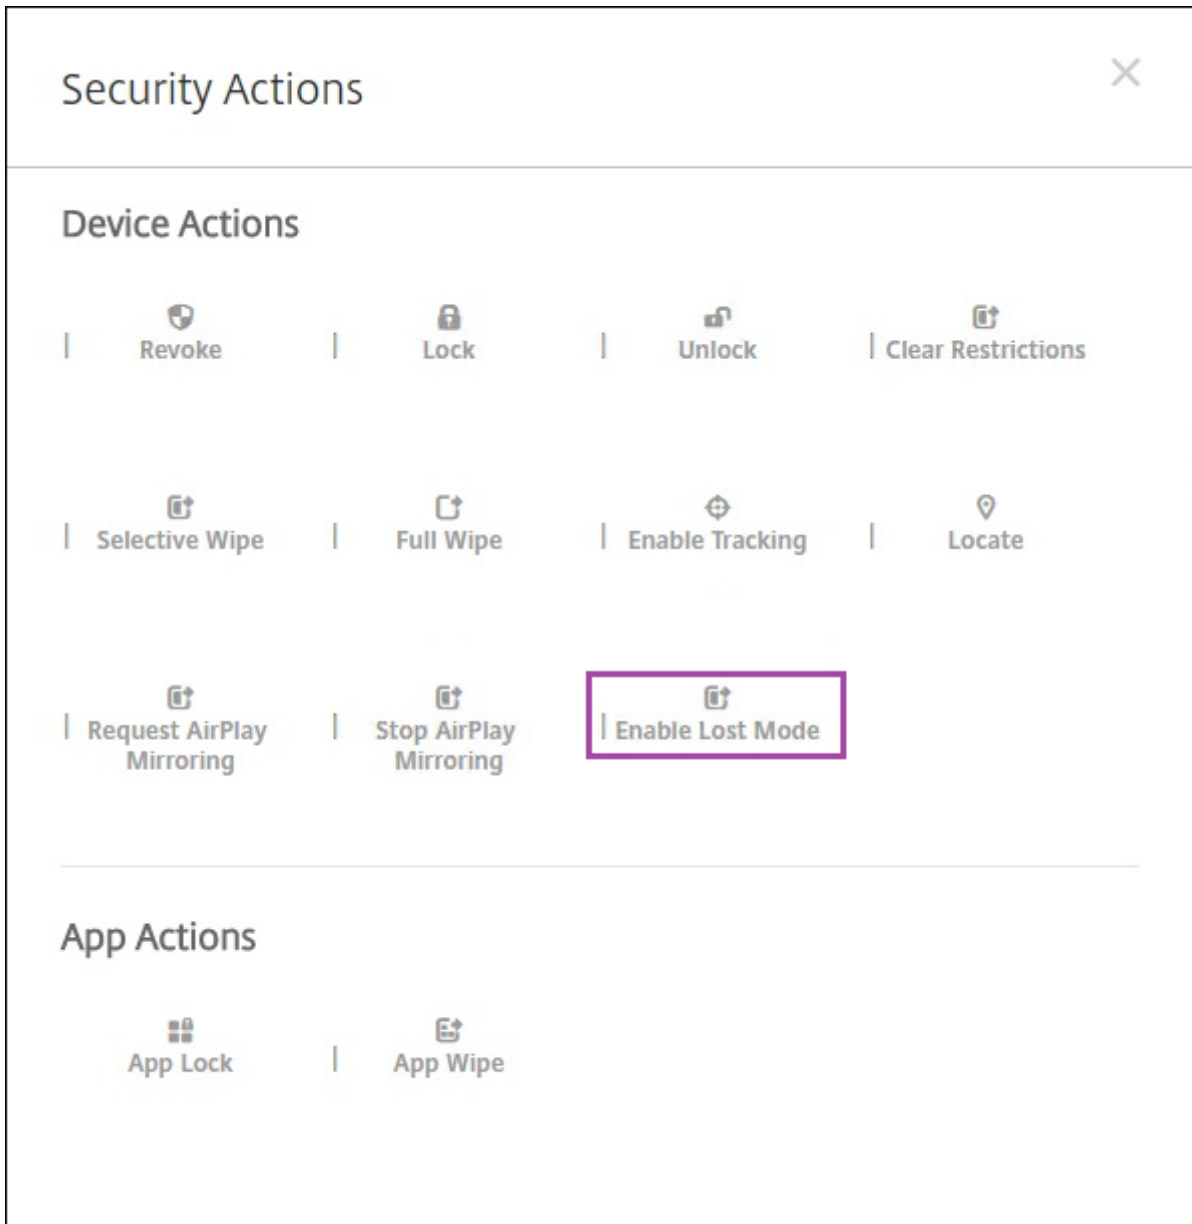 Security Actions
Device Actions
Revoke
Lock
Unlock
Clear Restrictions
Selective Wipe
Full Wipe
Enable Tracking
Locate
Request AirPlay
Mirroring
Stop AirPlay
Mirroring
Enable Lost Mode
App Actions
App Lock
App Wipe